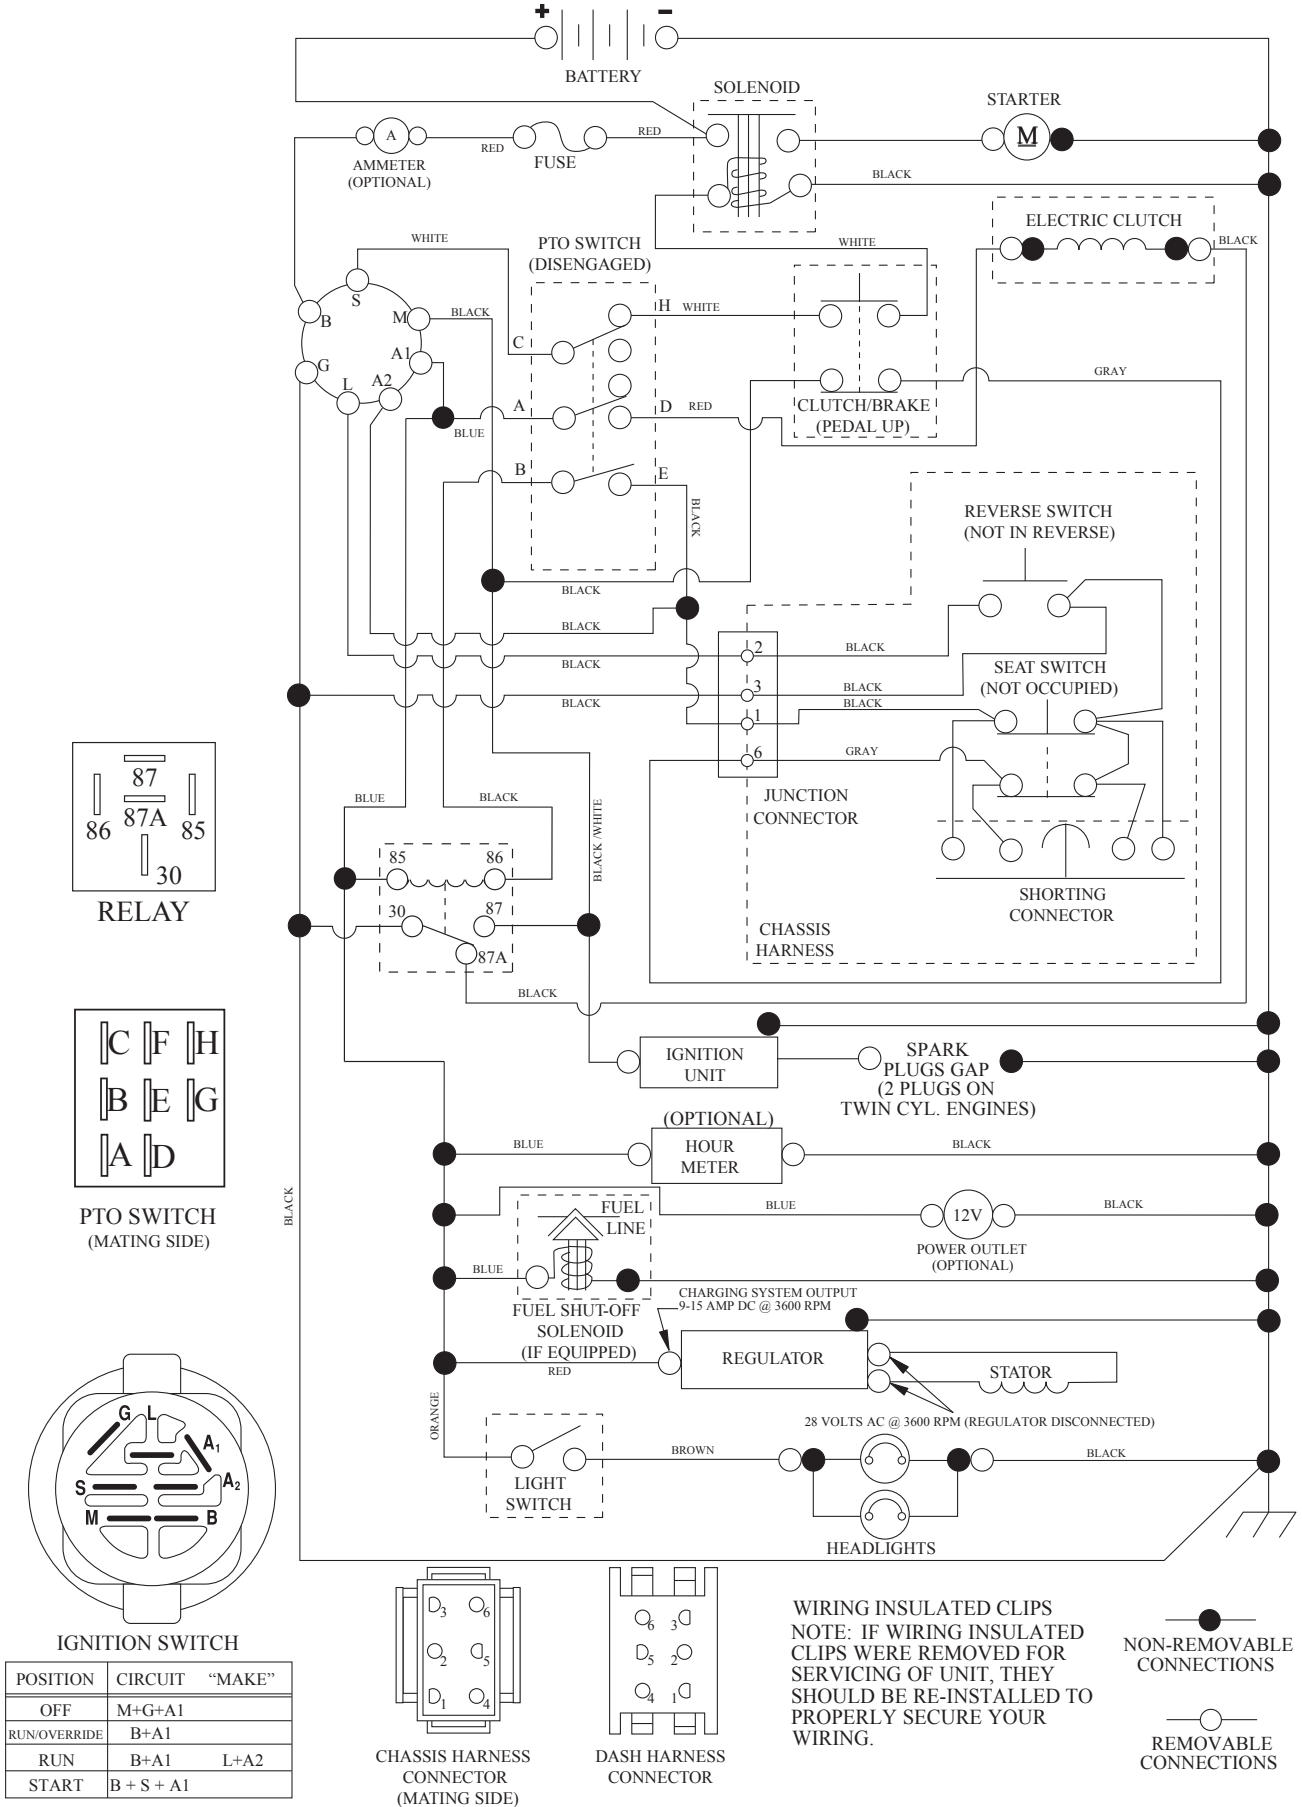 + −
BATTERY
SOLENOID
STARTER
M
A
AMMETER
(OPTIONAL)
RED
FUSE
RED
BLACK
ELECTRIC CLUTCH
BLACK
WHITE
PTO SWITCH
(DISENGAGED)
WHITE
S
B
M
BLACK
G
A1
L
A2
BLUE
C
H
WHITE
A
D
RED
B
E
BLACK
CLUTCH/BRAKE
(PEDAL UP)
GRAY
REVERSE SWITCH
(NOT IN REVERSE)
BLACK
BLACK
BLACK
BLACK
2
BLACK
3
BLACK
1
BLACK
6
GRAY
SEAT SWITCH
(NOT OCCUPIED)
JUNCTION
CONNECTOR
SHORTING
CONNECTOR
CHASSIS
HARNESS
87
86
87A
85
30
RELAY
BLUE
BLACK
BLACK /WHITE
85
86
30
87
87A
BLACK
C F H
B E G
A D
PTO SWITCH
(MATING SIDE)
BLACK
IGNITION
UNIT
SPARK
PLUGS GAP
(2 PLUGS ON
TWIN CYL. ENGINES)
(OPTIONAL)
BLUE
HOUR
METER
BLACK
BLUE
12V
BLACK
POWER OUTLET
(OPTIONAL)
FUEL
LINE
BLUE
FUEL SHUT-OFF
SOLENOID
(IF EQUIPPED)
CHARGING SYSTEM OUTPUT
9-15 AMP DC @ 3600 RPM
RED
REGULATOR
STATOR
28 VOLTS AC @ 3600 RPM (REGULATOR DISCONNECTED)
ORANGE
LIGHT
SWITCH
BROWN
BLACK
HEADLIGHTS
G L
A1
S
A2
M
B
IGNITION SWITCH
POSITION CIRCUIT “MAKE”
OFF M+G+A1
RUN/OVERRIDE B+A1
RUN B+A1 L+A2
START B + S + A1
3 6
2 5
1 4
CHASSIS HARNESS
CONNECTOR
(MATING SIDE)
6 3
5 2
4 1
DASH HARNESS
CONNECTOR
WIRING INSULATED CLIPS
NOTE: IF WIRING INSULATED
CLIPS WERE REMOVED FOR
SERVICING OF UNIT, THEY
SHOULD BE RE-INSTALLED TO
PROPERLY SECURE YOUR
WIRING.
NON-REMOVABLE
CONNECTIONS
REMOVABLE
CONNECTIONS